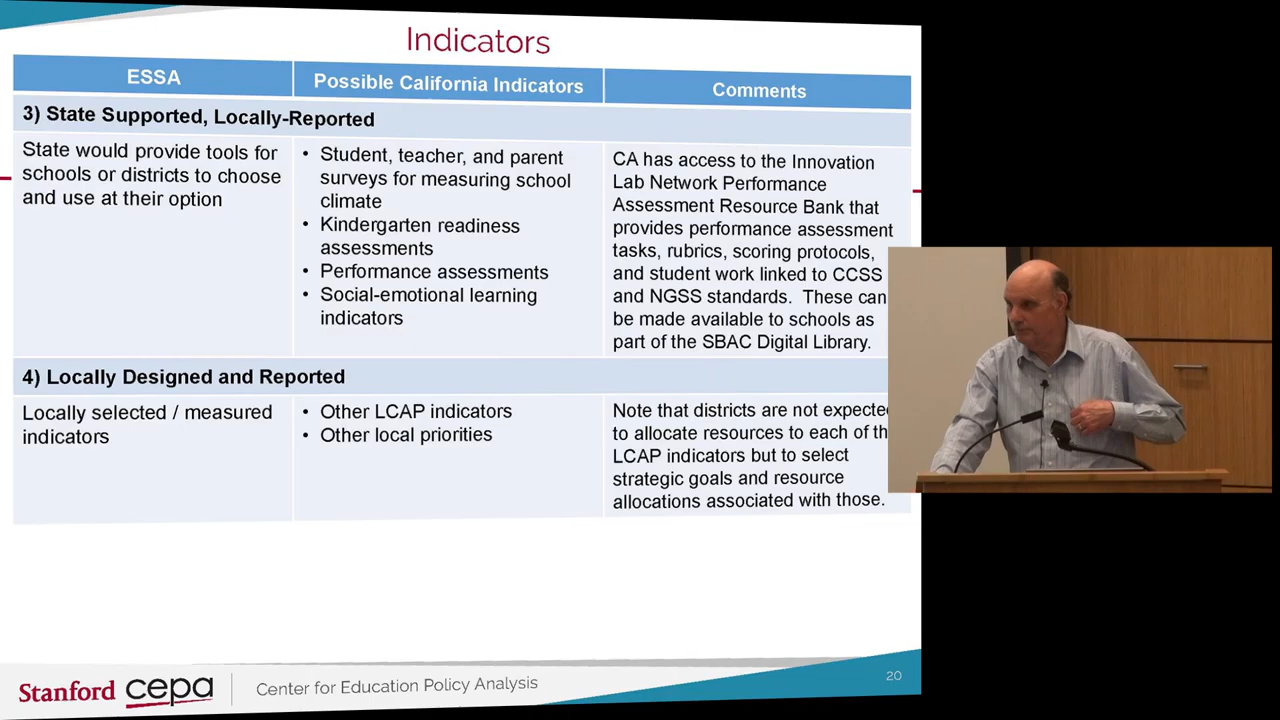 Indicators
ESSA
Possible California Indicators
Comments
3) State Supported, Locally-Reported
State would provide tools for
schools or districts to choose
and use at their option
• Student, teacher, and parent
surveys for measuring school
climate
• Kindergarten readiness
assessments
• Performance assessments
• Social-emotional learning
indicators
CA has access to the Innovation
Lab Network Performance
Assessment Resource Bank that
provides performance assessment
tasks, rubrics, scoring protocols,
and student work linked to CCSS
and NGSS standards. These can
be made available to schools as
part of the SBAC Digital Library.
4) Locally Designed and Reported
Locally selected / measured
indicators
• Other LCAP indicators
• Other local priorities
Note that districts are not expected
to allocate resources to each of th
LCAP indicators but to select
strategic goals and resource
allocations associated with those.
Stanford cepa
Center for Education Policy Analysis
20